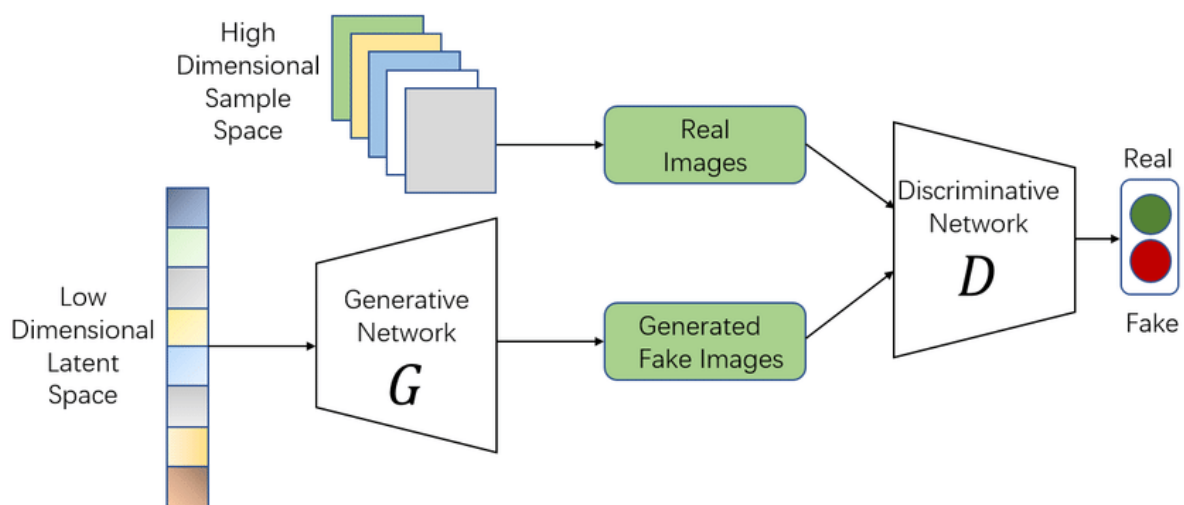 High
Dimensional
Sample
Space
Real
Images
Discriminative
Network
D
Real
Fake
Low
Dimensional
Latent
Space
Generative
Network
G
Generated
Fake Images